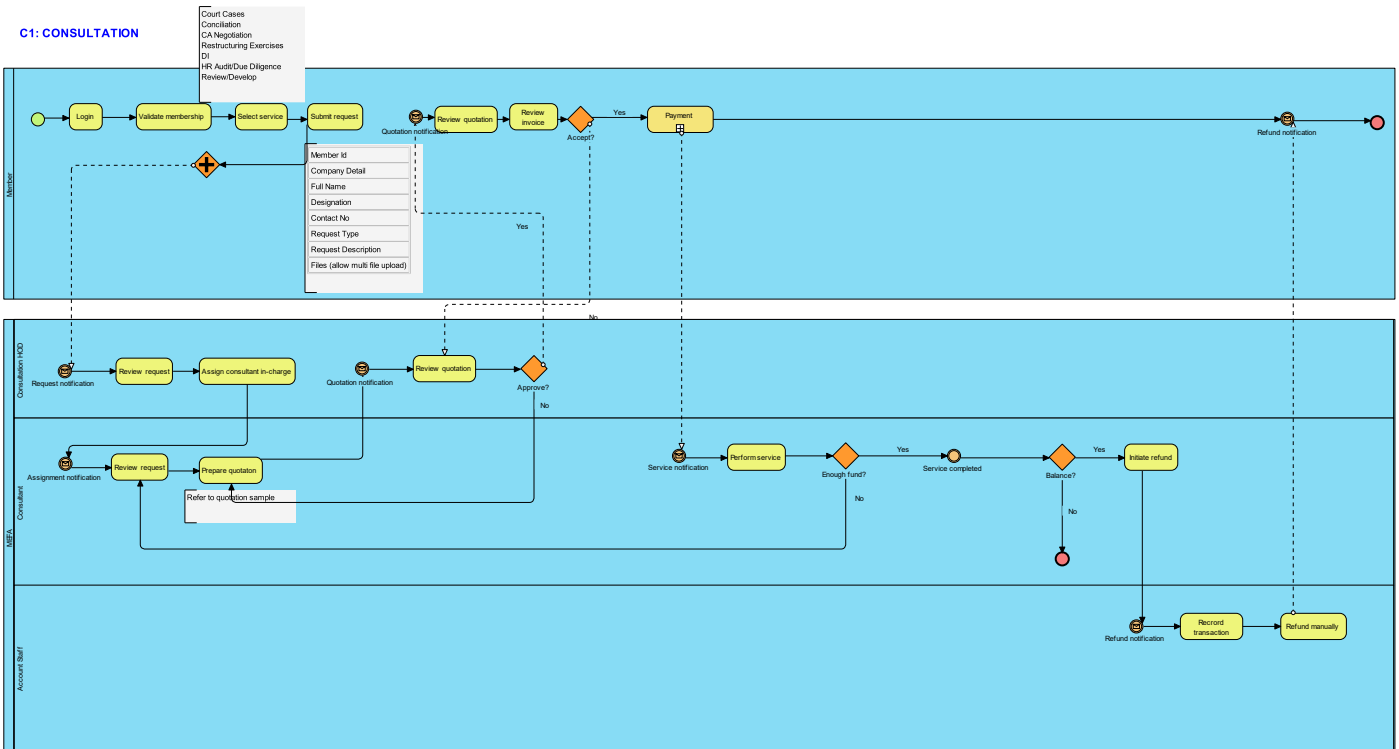 C1: CONSULTATION
Court Cases
Conciliation
CA Negotiation
Restructuring Exercises
DI
HR Audit/Due Diligence
Review/Develop
Member
Login
Validate membership
Select service
Submit request
Quotation notification
Review quotation
Review
invoice
Accept?
Yes
Payment
Refund notification
Member Id
Company Detail
Full Name
Designation
Contact No
Request Type
Request Description
Files (allow multi file upload)
Yes
No
MEFA
Consultation HOD
Request notification
Review request
Assign consultant in-charge
Quotation notification
Review quotation
Approve?
No
Consultant
Assignment notification
Review request
Prepare quotaton
Refer to quotation sample
Service notification
Perform service
Enough fund?
Yes
No
Service completed
Balance?
Yes
No
Initiate refund
Account Staff
Refund notification
Recrord
transaction
Refund manually